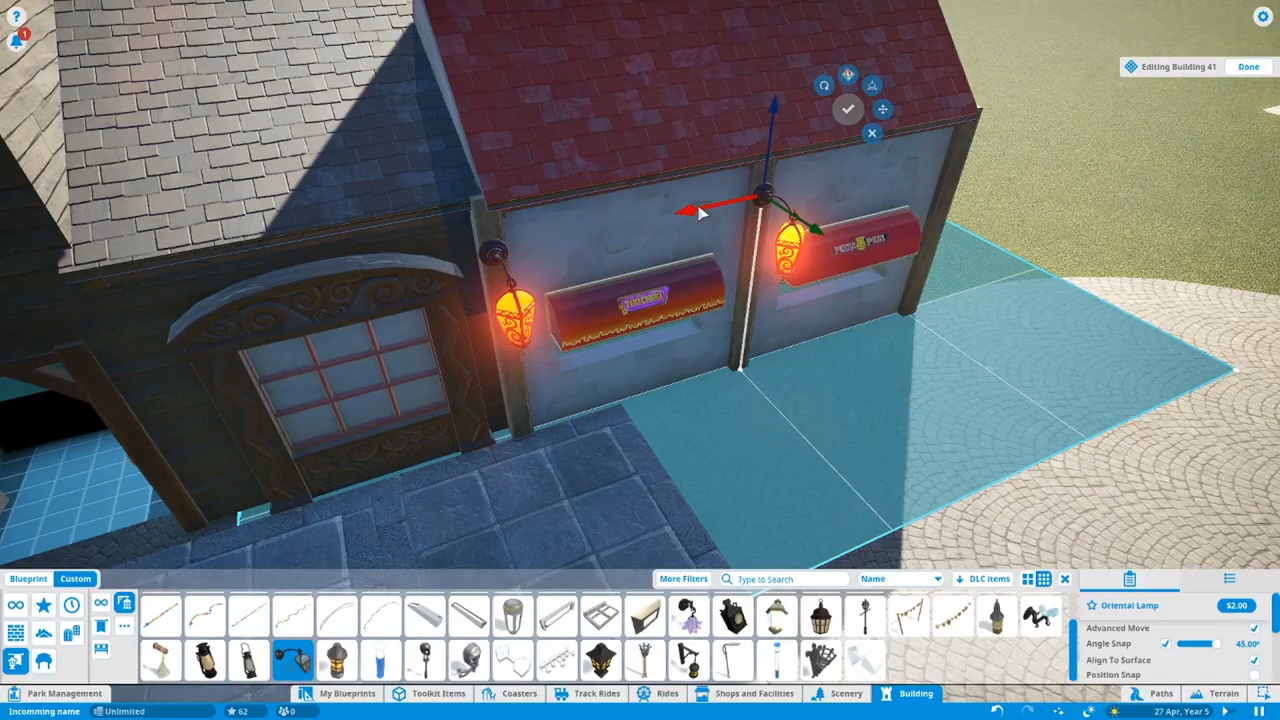 ?
1
Editing Building 41
Done
Blueprint
Custom
More Filters
Type to Search
Name
DLC Items
Oriental Lamp
$2.00
Advanced Move
Angle Snap
45.00°
Align To Surface
Position Snap
Park Management
My Blueprints
Toolkit Items
Coasters
Track Rides
Rides
Shops and Facilities
Scenery
Building
Paths
Terrain
Incoming name
Unlimited
62
0
27 Apr, Year 5